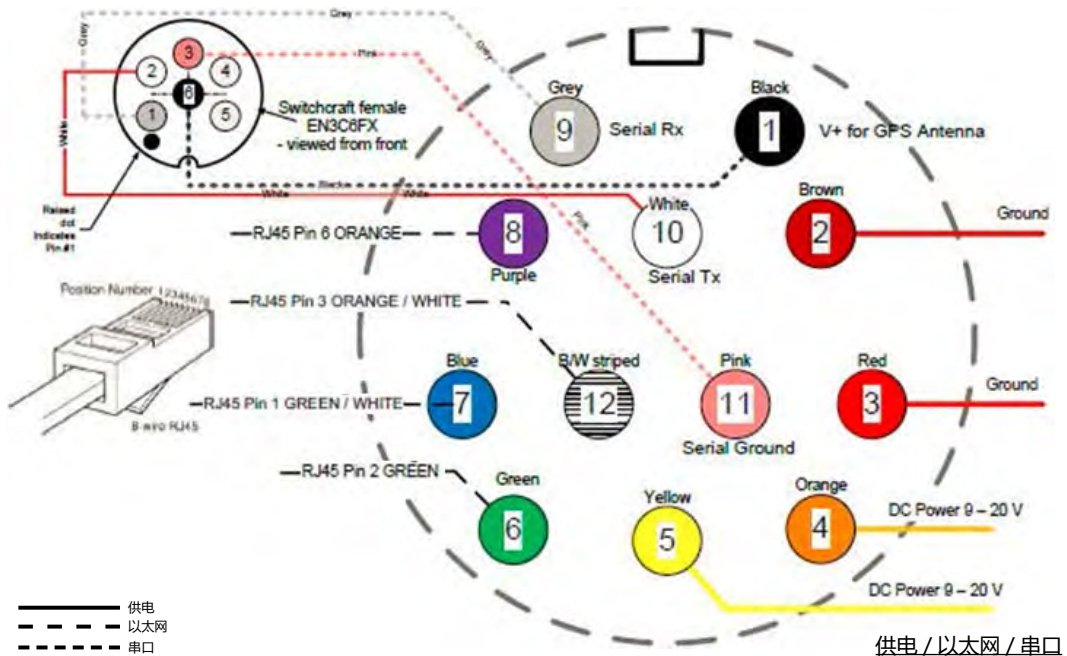 Grey
Grey
Grey
Pink
White
3
2
4
6
1
5
Switchcraft female
EN3C6FX
- viewed from front
Black
White
White
Pink
Raised
dot
Indicates
Pin #1
Grey
9
Serial Rx
Black
1
V+ for GPS Antenna
Brown
2
Ground
White
10
Serial Tx
RJ45 Pin 6 ORANGE
8
Purple
Position Number 12345678
8-wire RJ45
RJ45 Pin 3 ORANGE / WHITE
B/W striped
12
Pink
11
Serial Ground
Red
3
Ground
Blue
7
RJ45 Pin 1 GREEN / WHITE
RJ45 Pin 2 GREEN
Green
6
Yellow
5
Orange
4
DC Power 9 – 20 V
DC Power 9 – 20 V
供电
以太网
串口
供电 / 以太网 / 串口